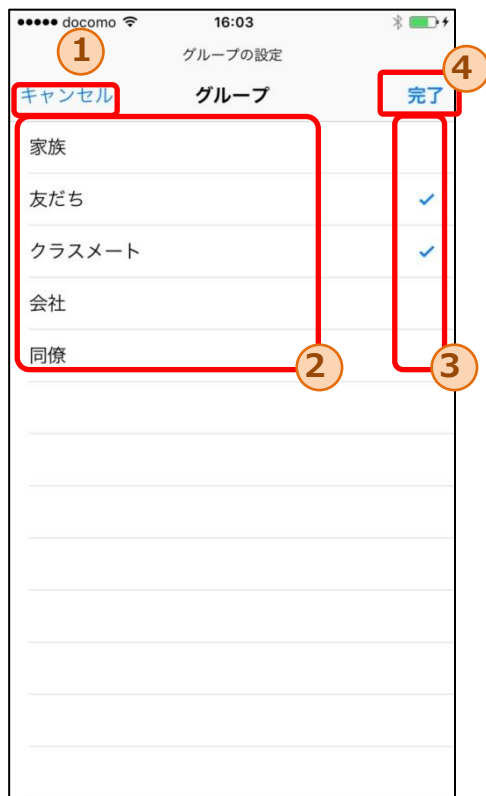 docomo 16:03
1
グループの設定
4
キャンセル グループ 完了
家族
友だち
クラスメート
会社
同僚
2
3